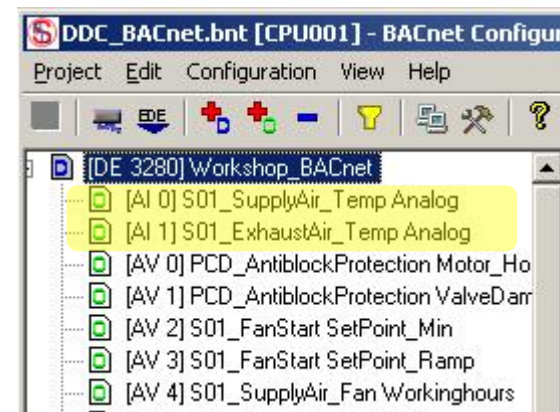 DDC_BACnet.bnt [CPU001] - BACnet Configur
Project Edit Configuration View Help
EDE D O ?
D [DE 3280] Workshop_BACnet
O [AI 0] S01_SupplyAir_Temp Analog
O [AI 1] S01_ExhaustAir_Temp Analog
O [AV 0] PCD_AntiblockProtection Motor_Ho
O [AV 1] PCD_AntiblockProtection ValveDam
O [AV 2] S01_FanStart SetPoint_Min
O [AV 3] S01_FanStart SetPoint_Ramp
O [AV 4] S01_SupplyAir_Fan Workinghours